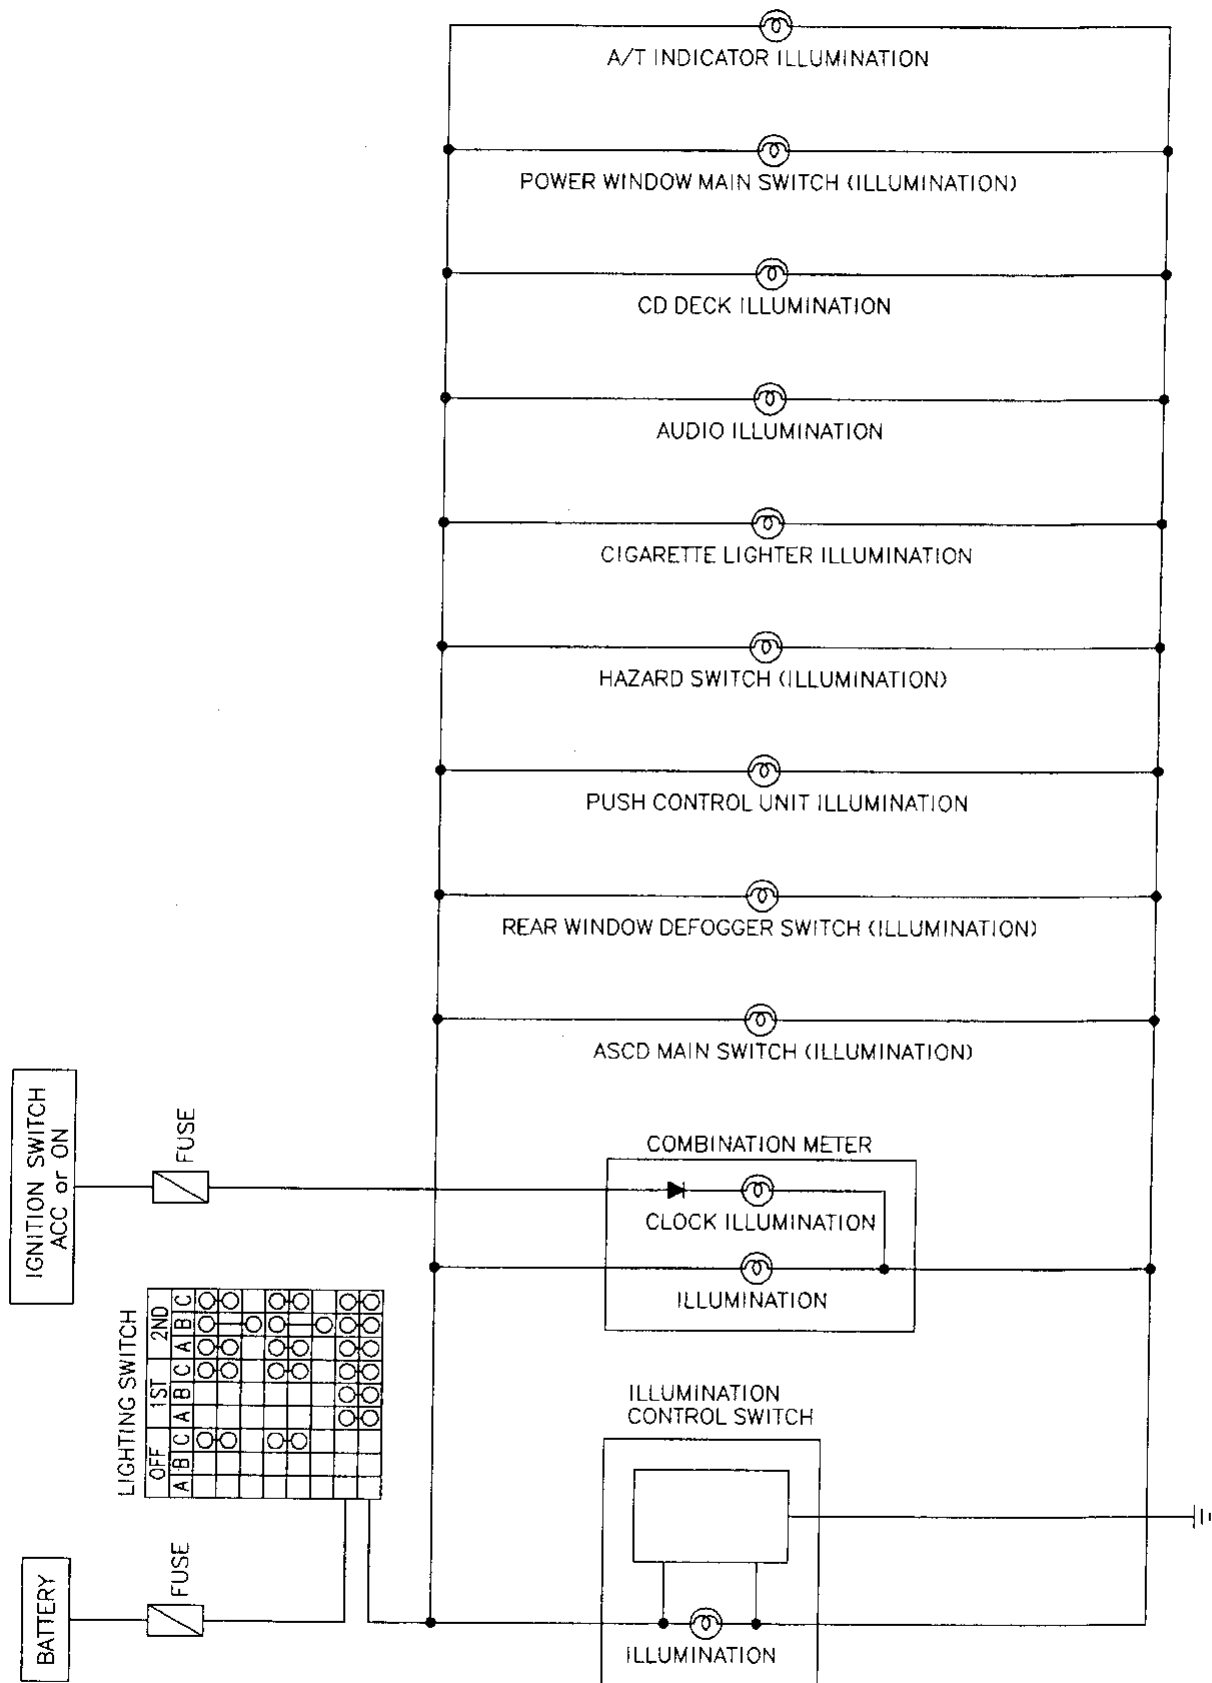 A/T INDICATOR ILLUMINATION
POWER WINDOW MAIN SWITCH (ILLUMINATION)
CD DECK ILLUMINATION
AUDIO ILLUMINATION
CIGARETTE LIGHTER ILLUMINATION
HAZARD SWITCH (ILLUMINATION)
PUSH CONTROL UNIT ILLUMINATION
REAR WINDOW DEFOGGER SWITCH (ILLUMINATION)
ASCD MAIN SWITCH (ILLUMINATION)
IGNITION SWITCH
ACC or ON
FUSE
COMBINATION METER
CLOCK ILLUMINATION
ILLUMINATION
LIGHTING SWITCH
OFF 1ST 2ND
A B C A B C A B C
ILLUMINATION
CONTROL SWITCH
BATTERY
FUSE
ILLUMINATION